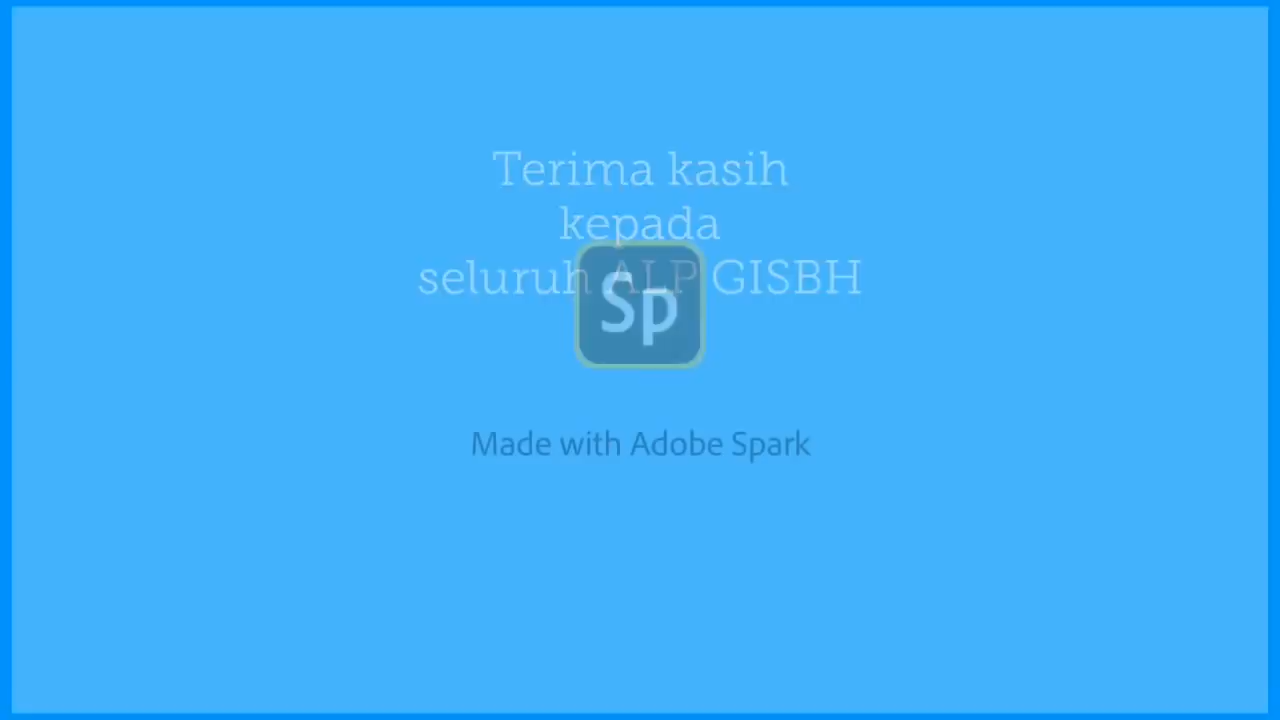 Terima kasih
kepada
seluruh ALP GISBH
Sp
Made with Adobe Spark